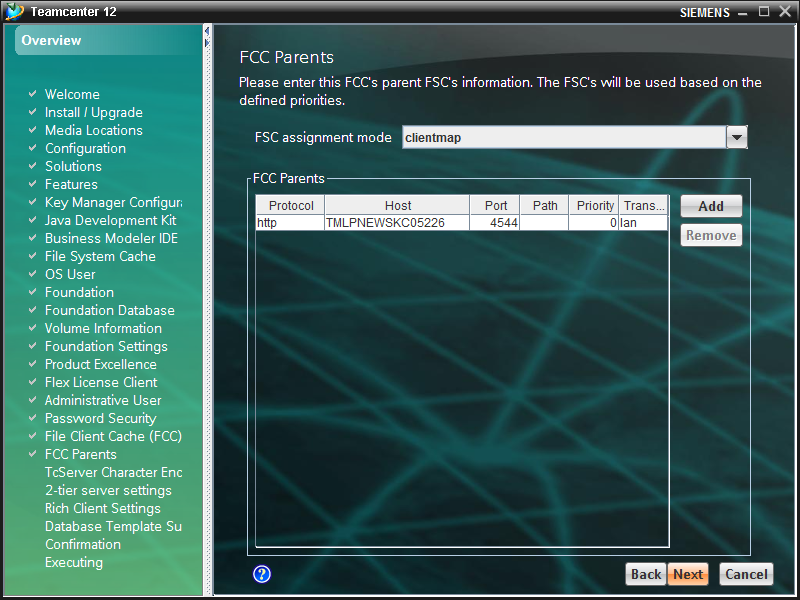 Teamcenter 12
SIEMENS
Overview
Welcome
Install / Upgrade
Media Locations
Configuration
Solutions
Features
Key Manager Configur
Java Development Kit
Business Modeler IDE
File System Cache
OS User
Foundation
Foundation Database
Volume Information
Foundation Settings
Product Excellence
Flex License Client
Administrative User
Password Security
File Client Cache (FCC)
FCC Parents
TcServer Character Enc
2-tier server settings
Rich Client Settings
Database Template Su
Confirmation
Executing
FCC Parents
Please enter this FCC's parent FSC's information. The FSC's will be used based on the
defined priorities.
FSC assignment mode clientmap
FCC Parents
Protocol Host Port Path Priority Trans...
http TMLPNEWSKC05226 4544 0 lan
Add
Remove
?
Back Next Cancel